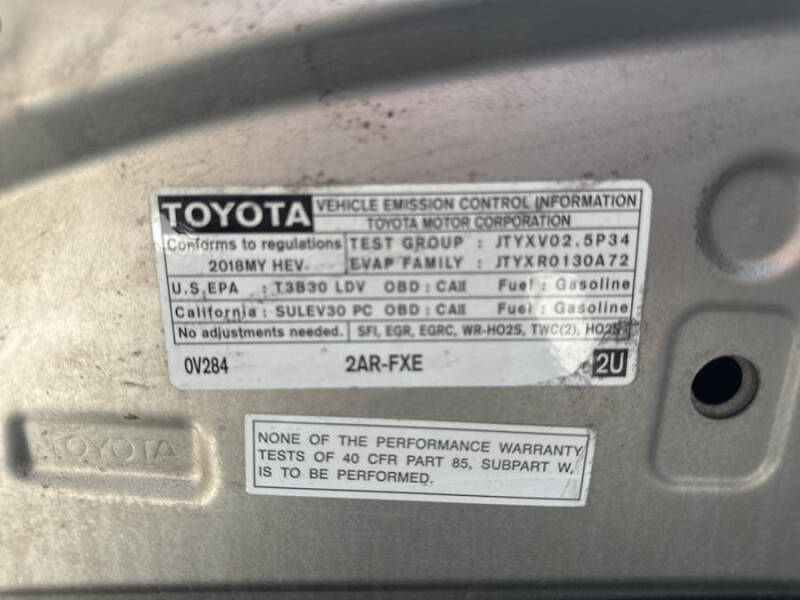 TOYOTA VEHICLE EMISSION CONTROL INFORMATION
TOYOTA MOTOR CORPORATION
Conforms to regulations TEST GROUP : JTYXV02.5P34
2018MY HEV EVAP FAMILY : JTYXR0130A72
U.S.EPA : T3B30 LDV OBD : CAII Fuel : Gasoline
California : SULEV30 PC OBD : CAII Fuel : Gasoline
No adjustments needed. SFI, EGR, EGRC, WR-HO2S, TWC(2), HO2S
0V284 2AR-FXE 2U
TOYOTA
NONE OF THE PERFORMANCE WARRANTY
TESTS OF 40 CFR PART 85, SUBPART W,
IS TO BE PERFORMED.